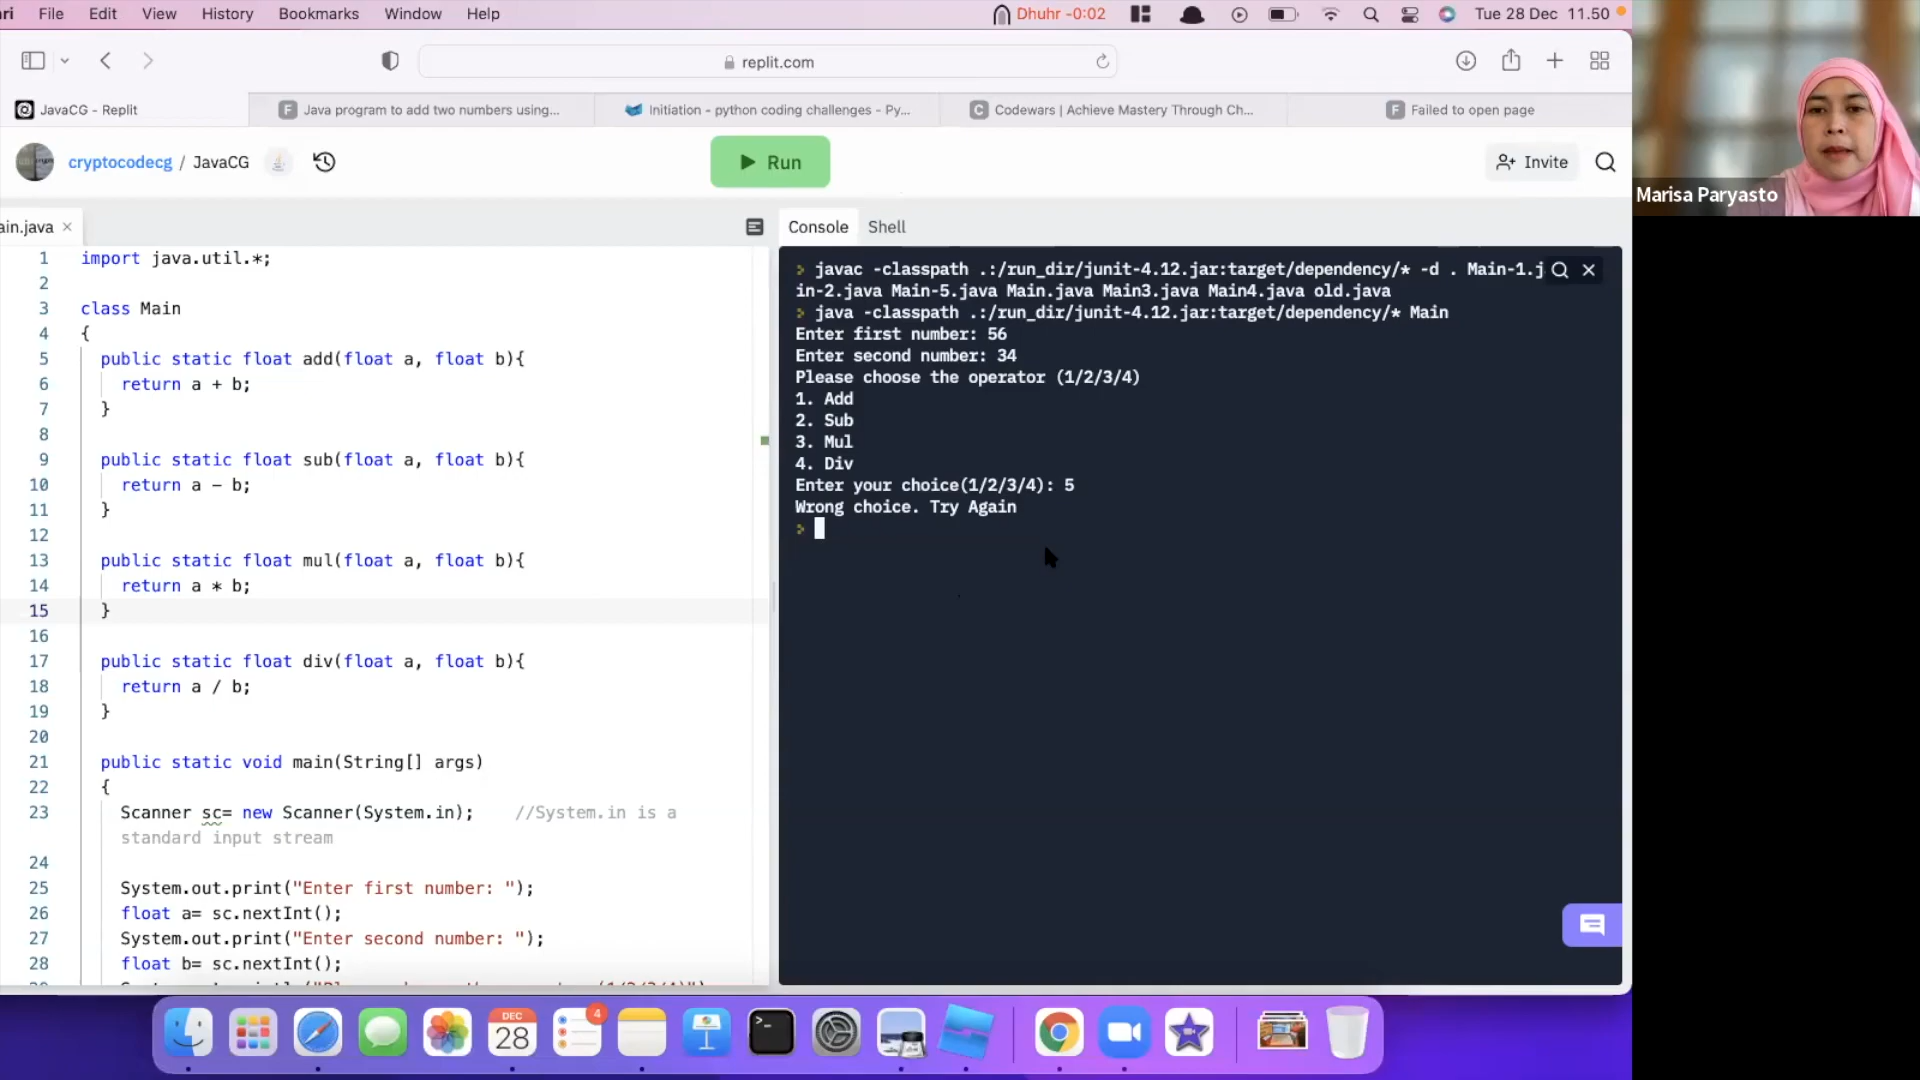 ri File Edit View History Bookmarks Window Help Dhuhr -0:02 Tue 28 Dec 11.50
replit.com
JavaCG - Replit F Java program to add two numbers using... Initiation - python coding challenges - Py... C Codewars | Achieve Mastery Through Ch... F Failed to open page
cryptocodecg / JavaCG Run Invite
Marisa Paryasto
ain.java Console Shell
1 import java.util.*;
2
3 class Main
4 {
5 public static float add(float a, float b){
6 return a + b;
7 }
8
9 public static float sub(float a, float b){
10 return a - b;
11 }
12
13 public static float mul(float a, float b){
14 return a * b;
15 }
16
17 public static float div(float a, float b){
18 return a / b;
19 }
20
21 public static void main(String[] args)
22 {
23 Scanner sc= new Scanner(System.in); //System.in is a
standard input stream
24
25 System.out.print("Enter first number: ");
26 float a= sc.nextInt();
27 System.out.print("Enter second number: ");
28 float b= sc.nextInt();
> javac -classpath .:/run_dir/junit-4.12.jar:target/dependency/* -d . Main-1.j
in-2.java Main-5.java Main.java Main3.java Main4.java old.java
> java -classpath .:/run_dir/junit-4.12.jar:target/dependency/* Main
Enter first number: 56
Enter second number: 34
Please choose the operator (1/2/3/4)
1. Add
2. Sub
3. Mul
4. Div
Enter your choice(1/2/3/4): 5
Wrong choice. Try Again
>
DEC
28
4